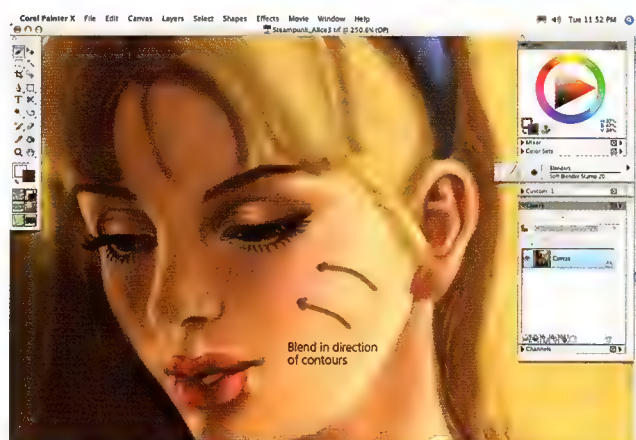 Corel Painter X File Edit Canvas Layers Select Shapes Effects Movie Window Help
Tue 11:52 PM
Steampunk_Alice3.tif @ 250.6%
Mixer
Color Sets
Blenders
Soft Blender Stump 20
Custom 1
Canvas
Channels
Blend in direction
of contours